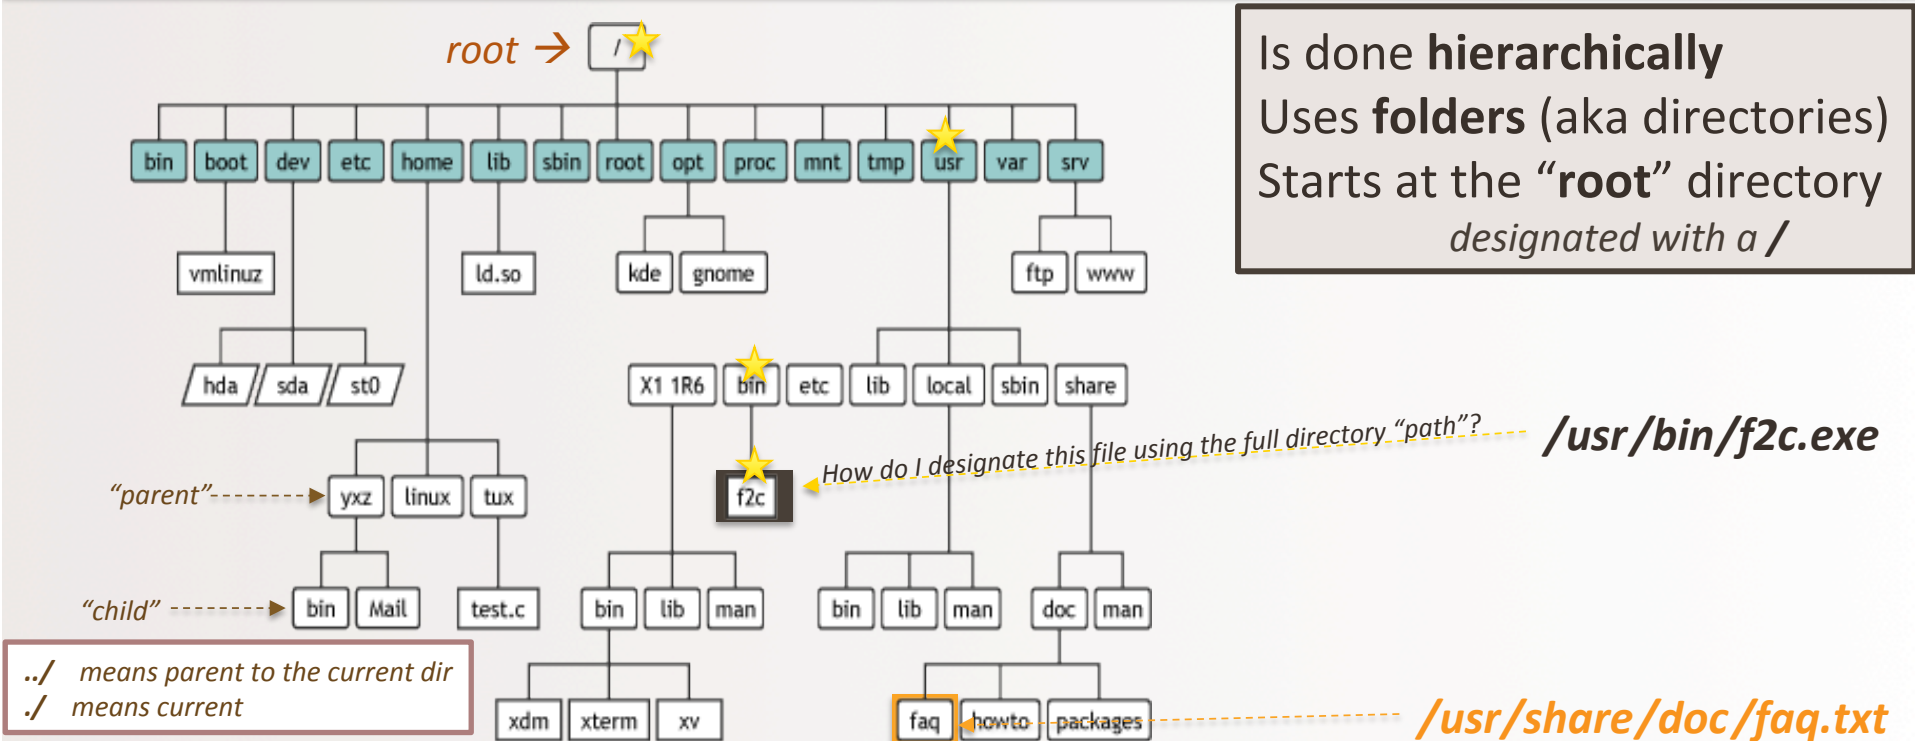 root →
/
Is done hierarchically
Uses folders (aka directories)
Starts at the “root” directory
designated with a /
bin boot dev etc home lib sbin root opt proc mnt tmp usr var srv
vmlinuz ld.so kde gnome ftp www
hda sda st0 X1 1R6 bin etc lib local sbin share
How do I designate this file using the full directory “path”?
/usr/bin/f2c.exe
“parent” yxz linux tux f2c
“child” bin Mail test.c bin lib man bin lib man doc man
../ means parent to the current dir
./ means current
xdm xterm xv faq howto packages
/usr/share/doc/faq.txt